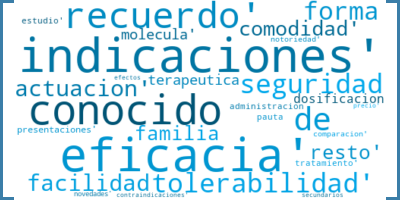 estudio' recuerdo' forma
molecula' comodidad'
notoriedad'
indicaciones'
efectos
actuacion' terapeutica seguridad
conocido administracion dosificacion precio'
pauta de
presentaciones' familia comparacion'
eficacia' resto'
tratamiento'
facilidad tolerabilidad'
novedades' contraindicaciones' secundarios